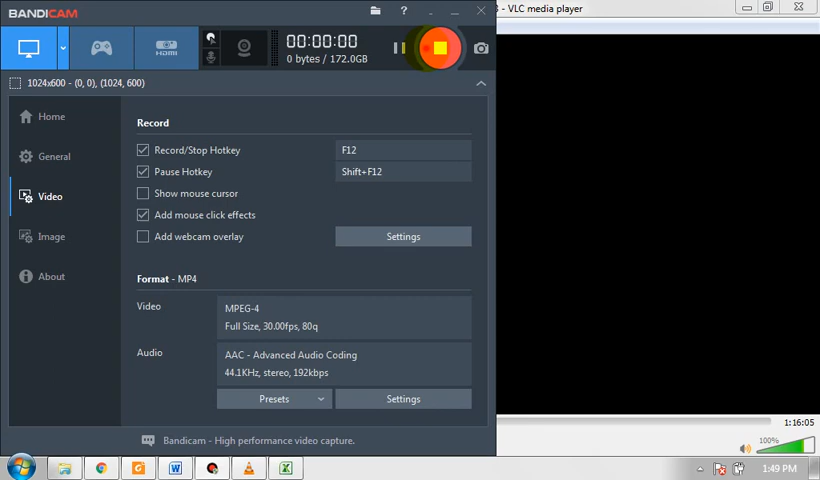 BANDICAM
?
3 - VLC media player
HDMI
00:00:00
0 bytes / 172.0GB
1024x600 - (0, 0), (1024, 600)
Home
General
Video
Image
About
Record
Record/Stop Hotkey
F12
Pause Hotkey
Shift+F12
Show mouse cursor
Add mouse click effects
Add webcam overlay
Settings
Format - MP4
Video
MPEG-4
Full Size, 30.00fps, 80q
Audio
AAC - Advanced Audio Coding
44.1KHz, stereo, 192kbps
Presets
Settings
Bandicam - High performance video capture.
1:16:05
100%
1:49 PM